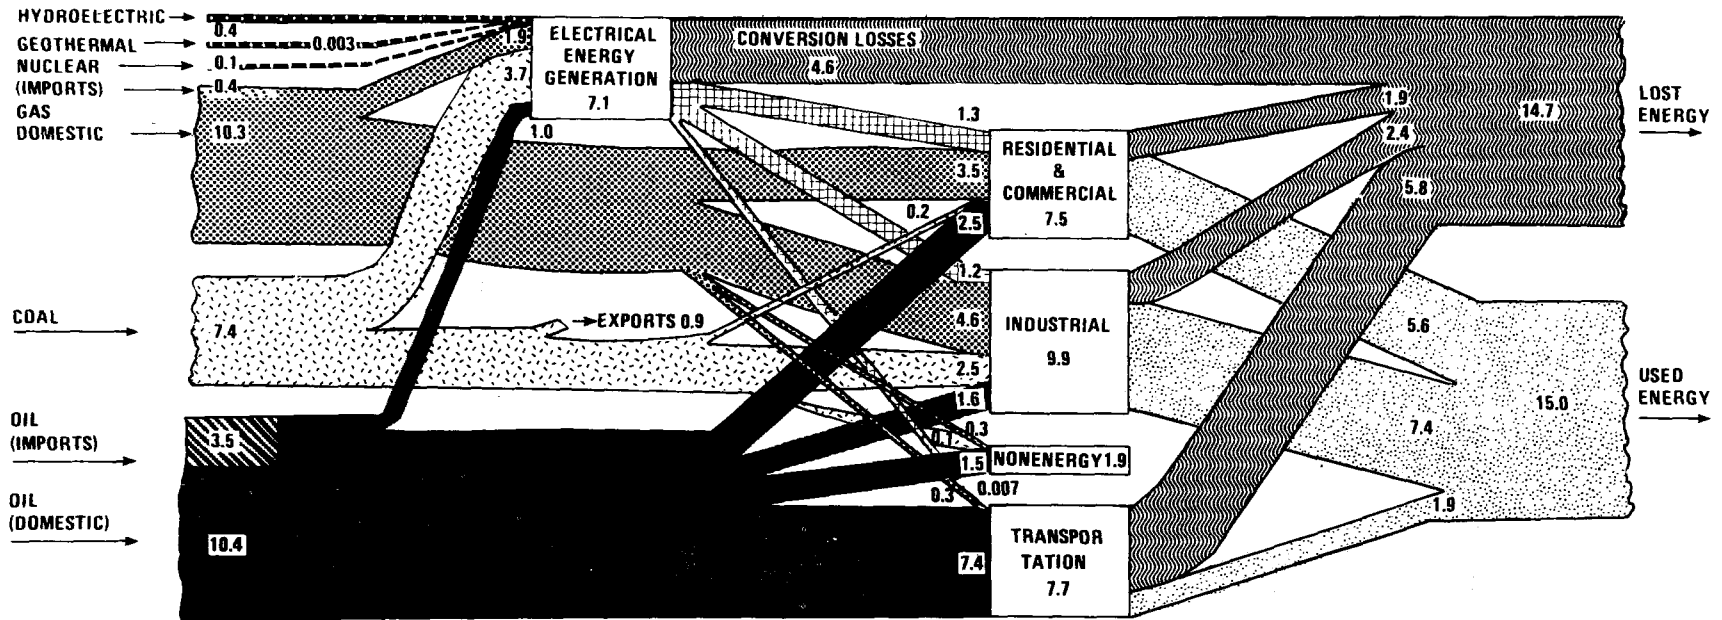 HYDROELECTRIC
0.4
GEOTHERMAL
0.003
NUCLEAR
0.1
(IMPORTS)
0.4
GAS
DOMESTIC
10.3
COAL
7.4
OIL
(IMPORTS)
3.5
OIL
(DOMESTIC)
10.4
1.9
3.7
1.0
ELECTRICAL
ENERGY
GENERATION
7.1
CONVERSION LOSSES
4.6
EXPORTS 0.9
1.3
3.5
0.2
2.5
RESIDENTIAL
&
COMMERCIAL
7.5
1.2
4.6
2.5
1.6
INDUSTRIAL
9.9
0.3
0.1
1.5
NONENERGY 1.9
0.3
0.007
7.4
TRANSPOR
TATION
7.7
1.9
2.4
5.8
14.7
LOST
ENERGY
5.6
7.4
1.9
15.0
USED
ENERGY